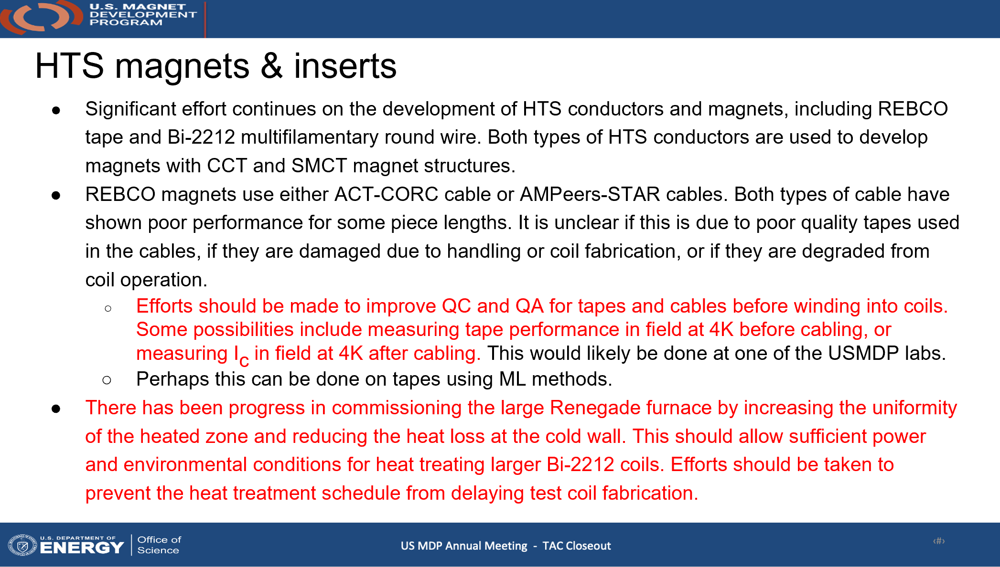 U.S. MAGNET
DEVELOPMENT
PROGRAM
HTS magnets & inserts
● Significant effort continues on the development of HTS conductors and magnets, including REBCO
tape and Bi-2212 multifilamentary round wire. Both types of HTS conductors are used to develop
magnets with CCT and SMCT magnet structures.
● REBCO magnets use either ACT-CORC cable or AMPeers-STAR cables. Both types of cable have
shown poor performance for some piece lengths. It is unclear if this is due to poor quality tapes used
in the cables, if they are damaged due to handling or coil fabrication, or if they are degraded from
coil operation.
○ Efforts should be made to improve QC and QA for tapes and cables before winding into coils.
Some possibilities include measuring tape performance in field at 4K before cabling, or
measuring Ic in field at 4K after cabling. This would likely be done at one of the USMDP labs.
○ Perhaps this can be done on tapes using ML methods.
● There has been progress in commissioning the large Renegade furnace by increasing the uniformity
of the heated zone and reducing the heat loss at the cold wall. This should allow sufficient power
and environmental conditions for heat treating larger Bi-2212 coils. Efforts should be taken to
prevent the heat treatment schedule from delaying test coil fabrication.
U.S. DEPARTMENT OF
ENERGY
Office of
Science
US MDP Annual Meeting - TAC Closeout
‹#›